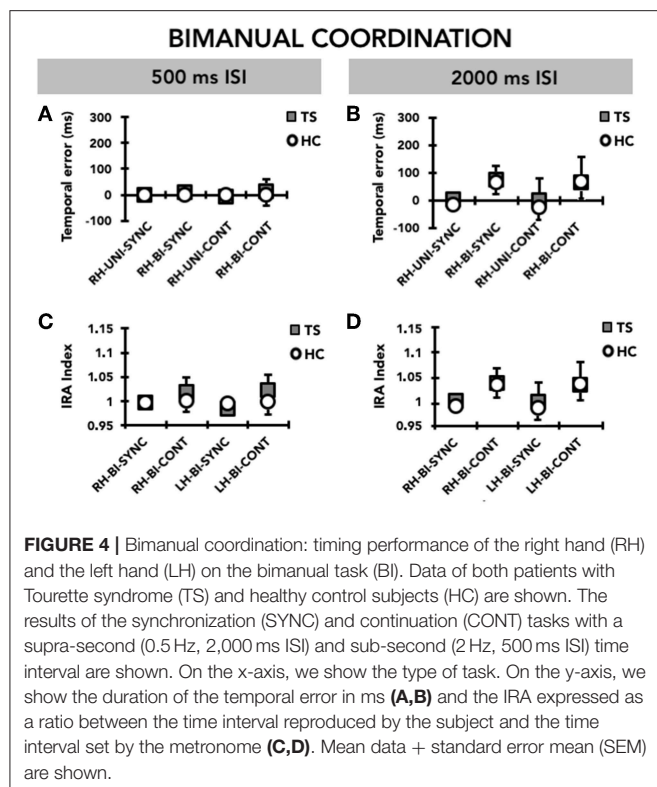 BIMANUAL COORDINATION
500 ms ISI
2000 ms ISI
A
Temporal error (ms)
300
200
100
0
-100
TS
HC
RH-UNI-SYNC
RH-BI-SYNC
RH-UNI-CONT
RH-BI-CONT
B
Temporal error (ms)
300
200
100
0
-100
TS
HC
RH-UNI-SYNC
RH-BI-SYNC
RH-UNI-CONT
RH-BI-CONT
C
IRA Index
1.15
1.1
1.05
1
0.95
TS
HC
RH-BI-SYNC
RH-BI-CONT
LH-BI-SYNC
LH-BI-CONT
D
IRA Index
1.15
1.1
1.05
1
0.95
TS
HC
RH-BI-SYNC
RH-BI-CONT
LH-BI-SYNC
LH-BI-CONT
FIGURE 4 | Bimanual coordination: timing performance of the right hand (RH)
and the left hand (LH) on the bimanual task (BI). Data of both patients with
Tourette syndrome (TS) and healthy control subjects (HC) are shown. The
results of the synchronization (SYNC) and continuation (CONT) tasks with a
supra-second (0.5 Hz, 2,000 ms ISI) and sub-second (2 Hz, 500 ms ISI) time
interval are shown. On the x-axis, we show the type of task. On the y-axis, we
show the duration of the temporal error in ms (A,B) and the IRA expressed as
a ratio between the time interval reproduced by the subject and the time
interval set by the metronome (C,D). Mean data + standard error mean (SEM)
are shown.